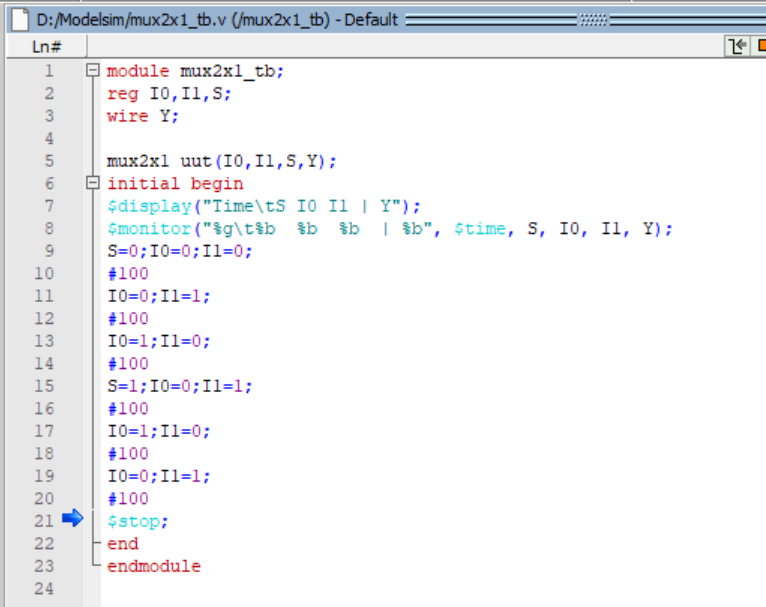 D:/Modelsim/mux2x1_tb.v (/mux2x1_tb) - Default
Ln#
1 module mux2x1_tb;
2 reg I0,I1,S;
3 wire Y;
4
5 mux2x1 uut(I0,I1,S,Y);
6 initial begin
7 $display("Time\tS I0 I1 | Y");
8 $monitor("%g\t%b  %b  %b  | %b", $time, S, I0, I1, Y);
9 S=0;I0=0;I1=0;
10 #100
11 I0=0;I1=1;
12 #100
13 I0=1;I1=0;
14 #100
15 S=1;I0=0;I1=1;
16 #100
17 I0=1;I1=0;
18 #100
19 I0=0;I1=1;
20 #100
21 $stop;
22 end
23 endmodule
24